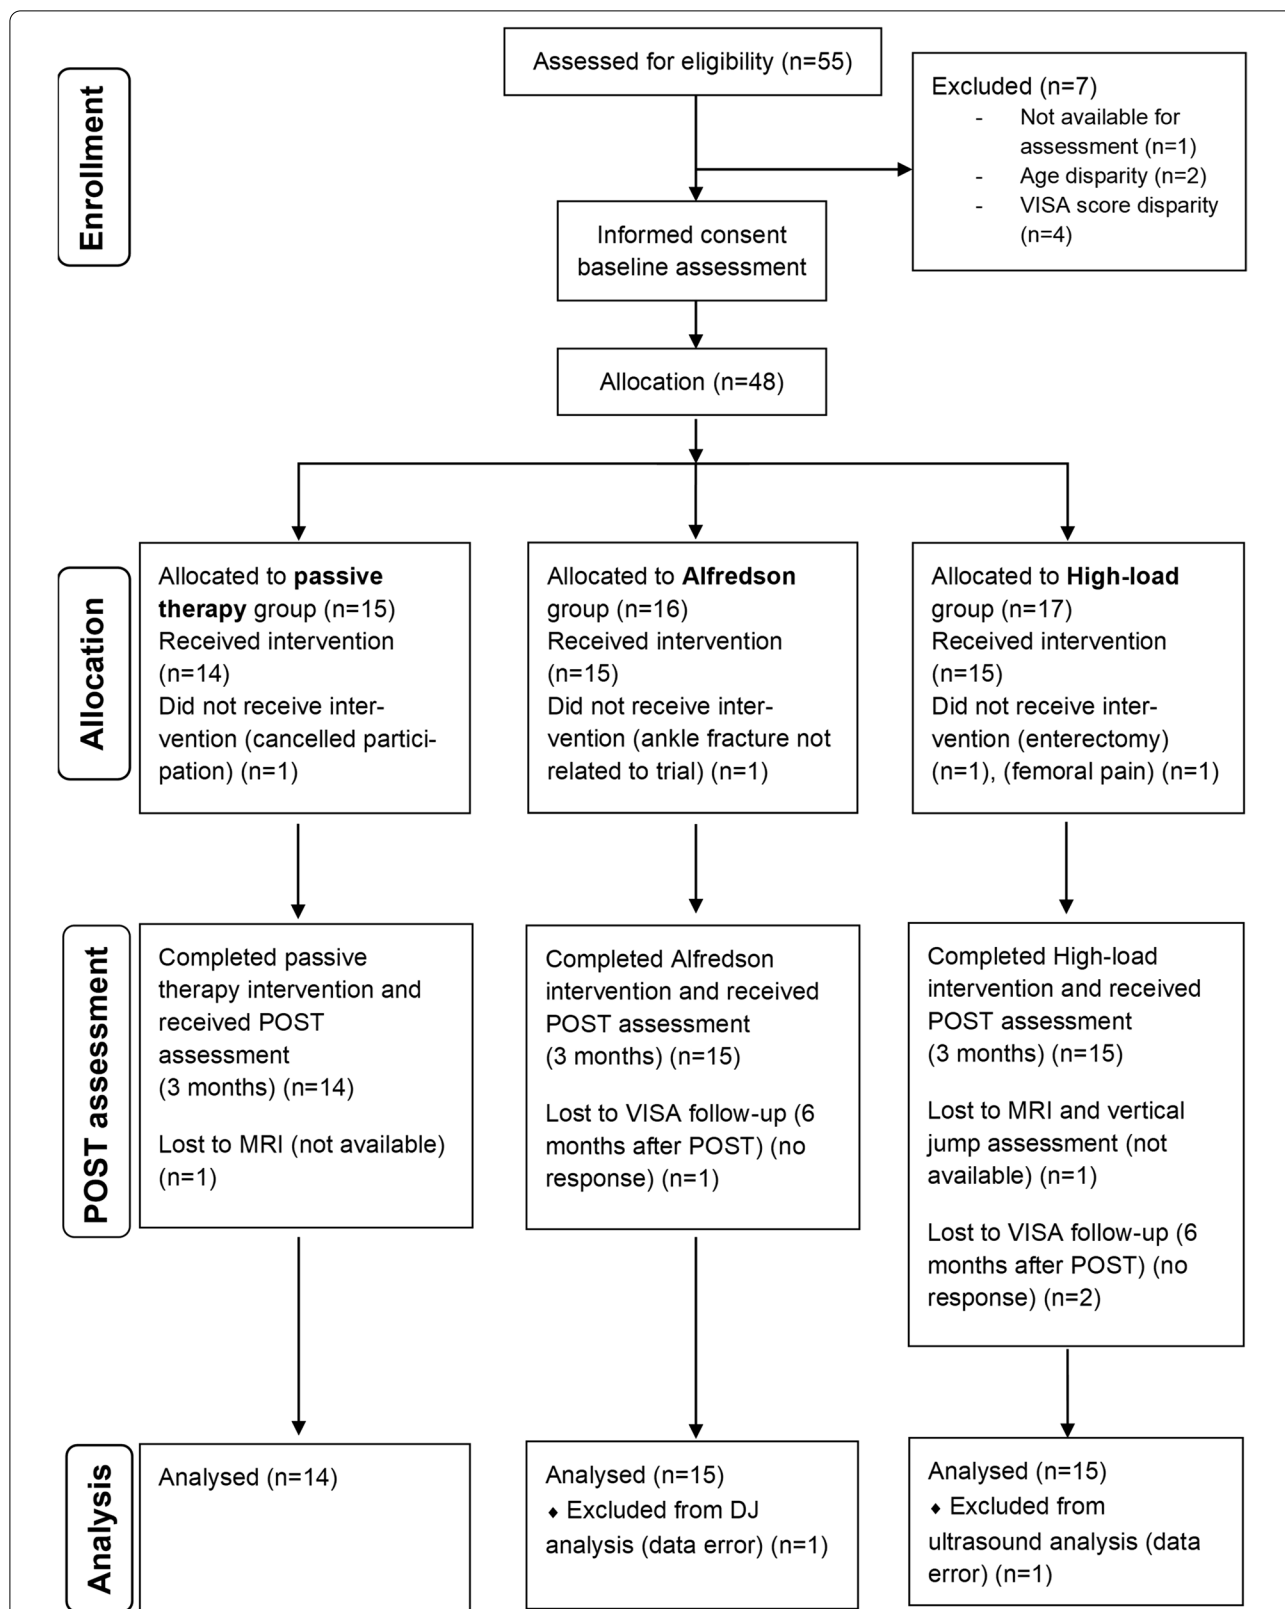 Enrollment
Assessed for eligibility (n=55)
Excluded (n=7)
- Not available for
assessment (n=1)
- Age disparity (n=2)
- VISA score disparity
(n=4)
Informed consent
baseline assessment
Allocation (n=48)
Allocation
Allocated to passive
therapy group (n=15)
Received intervention
(n=14)
Did not receive inter-
vention (cancelled partici-
pation) (n=1)
Allocated to Alfredson
group (n=16)
Received intervention
(n=15)
Did not receive inter-
vention (ankle fracture not
related to trial) (n=1)
Allocated to High-load
group (n=17)
Received intervention
(n=15)
Did not receive inter-
vention (enterectomy)
(n=1), (femoral pain) (n=1)
POST assessment
Completed passive
therapy intervention and
received POST
assessment
(3 months) (n=14)
Lost to MRI (not available)
(n=1)
Completed Alfredson
intervention and received
POST assessment
(3 months) (n=15)
Lost to VISA follow-up (6
months after POST) (no
response) (n=1)
Completed High-load
intervention and received
POST assessment
(3 months) (n=15)
Lost to MRI and vertical
jump assessment (not
available) (n=1)
Lost to VISA follow-up (6
months after POST) (no
response) (n=2)
Analysis
Analysed (n=14)
Analysed (n=15)
♦ Excluded from DJ
analysis (data error) (n=1)
Analysed (n=15)
♦ Excluded from
ultrasound analysis (data
error) (n=1)